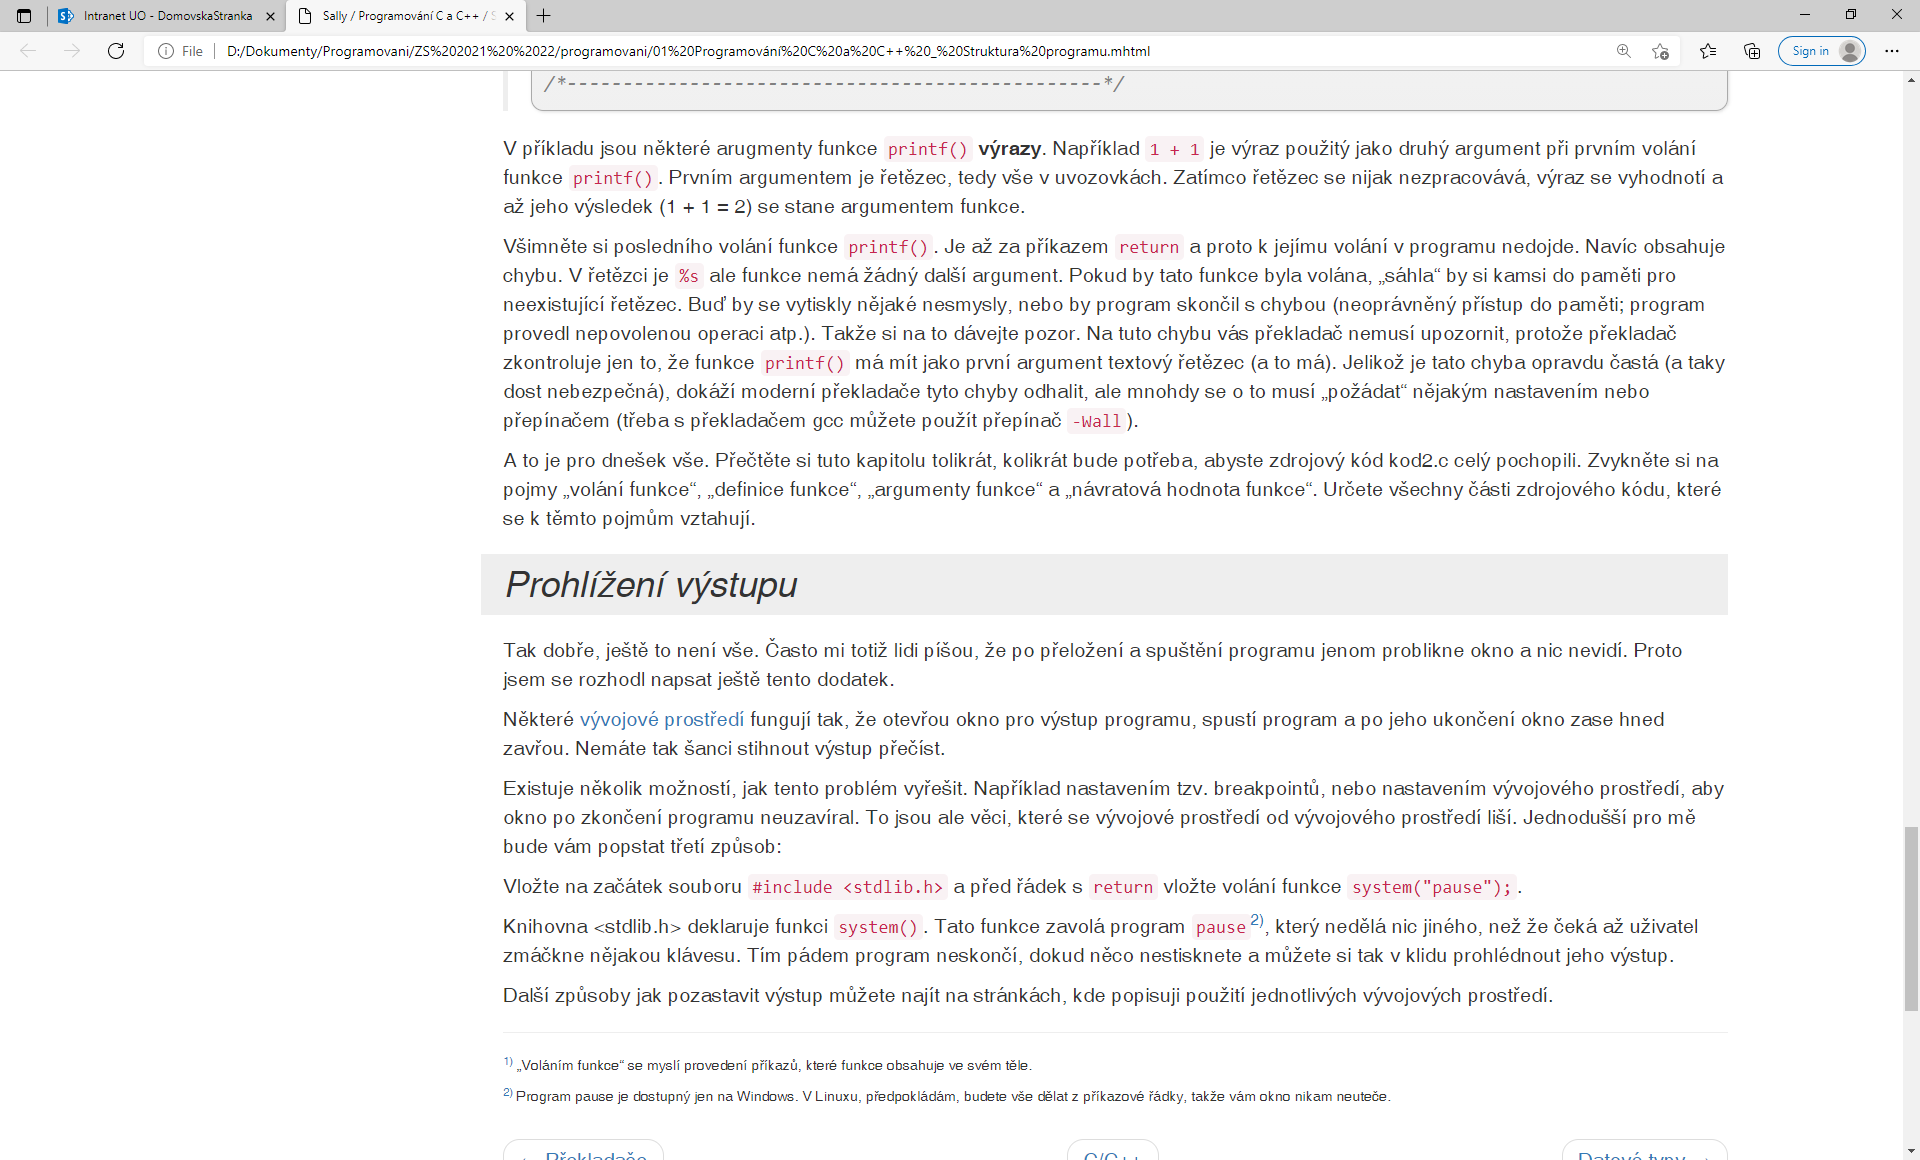 Intranet UO - DomovskaStranka
Sally / Programování C a C++ / S
File
D:/Dokumenty/Programovani/ZS%202021%20%2022/programovani/01%20Programování%20C%20a%20C++%20_%20Struktura%20programu.mhtml
Sign in
/*------------------------------------------------*/
V příkladu jsou některé arugmenty funkce printf() výrazy. Například 1 + 1 je výraz použitý jako druhý argument při prvním volání
funkce printf(). Prvním argumentem je řetězec, tedy vše v uvozovkách. Zatímco řetězec se nijak nezpracovává, výraz se vyhodnotí a
až jeho výsledek (1 + 1 = 2) se stane argumentem funkce.
Všimněte si posledního volání funkce printf(). Je až za příkazem return a proto k jejímu volání v programu nedojde. Navíc obsahuje
chybu. V řetězci je %s ale funkce nemá žádný další argument. Pokud by tato funkce byla volána, „sáhla“ by si kamsi do paměti pro
neexistující řetězec. Buď by se vytiskly nějaké nesmysly, nebo by program skončil s chybou (neoprávněný přístup do paměti; program
provedl nepovolenou operaci atp.). Takže si na to dávejte pozor. Na tuto chybu vás překladač nemusí upozornit, protože překladač
zkontroluje jen to, že funkce printf() má mít jako první argument textový řetězec (a to má). Jelikož je tato chyba opravdu častá (a taky
dost nebezpečná), dokáží moderní překladače tyto chyby odhalit, ale mnohdy se o to musí „požádat“ nějakým nastavením nebo
přepínačem (třeba s překladačem gcc můžete použít přepínač -Wall).
A to je pro dnešek vše. Přečtěte si tuto kapitolu tolikrát, kolikrát bude potřeba, abyste zdrojový kód kod2.c celý pochopili. Zvykněte si na
pojmy „volání funkce“, „definice funkce“, „argumenty funkce“ a „návratová hodnota funkce“. Určete všechny části zdrojového kódu, které
se k těmto pojmům vztahují.
Prohlížení výstupu
Tak dobře, ještě to není vše. Často mi totiž lidi píšou, že po přeložení a spuštění programu jenom problikne okno a nic nevidí. Proto
jsem se rozhodl napsat ještě tento dodatek.
Některé vývojové prostředí fungují tak, že otevřou okno pro výstup programu, spustí program a po jeho ukončení okno zase hned
zavřou. Nemáte tak šanci stihnout výstup přečíst.
Existuje několik možností, jak tento problém vyřešit. Například nastavením tzv. breakpointů, nebo nastavením vývojového prostředí, aby
okno po zkončení programu neuzavíral. To jsou ale věci, které se vývojové prostředí od vývojového prostředí liší. Jednodušší pro mě
bude vám popstat třetí způsob:
Vložte na začátek souboru #include <stdlib.h> a před řádek s return vložte volání funkce system("pause");.
Knihovna <stdlib.h> deklaruje funkci system(). Tato funkce zavolá program pause2), který nedělá nic jiného, než že čeká až uživatel
zmáčkne nějakou klávesu. Tím pádem program neskončí, dokud něco nestisknete a můžete si tak v klidu prohlédnout jeho výstup.
Další způsoby jak pozastavit výstup můžete najít na stránkách, kde popisuji použití jednotlivých vývojových prostředí.
1) „Voláním funkce“ se myslí provedení příkazů, které funkce obsahuje ve svém těle.
2) Program pause je dostupný jen na Windows. V Linuxu, předpokládám, budete vše dělat z příkazové řádky, takže vám okno nikam neuteče.
← Překladače C/C++ Datové typy →